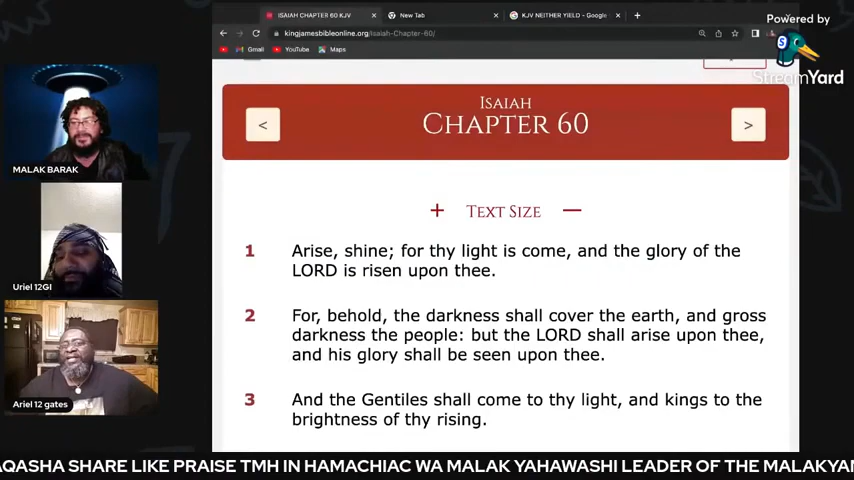 ISAIAH CHAPTER 60 KJV
New Tab
KJV NEITHER YIELD - Google
kingjamesbibleonline.org/Isaiah-Chapter-60/
Gmail YouTube Maps
Powered by
StreamYard
ISAIAH
CHAPTER 60
< >
+ TEXT SIZE —
1 Arise, shine; for thy light is come, and the glory of the
LORD is risen upon thee.
2 For, behold, the darkness shall cover the earth, and gross
darkness the people: but the LORD shall arise upon thee,
and his glory shall be seen upon thee.
3 And the Gentiles shall come to thy light, and kings to the
brightness of thy rising.
MALAK BARAK
Uriel 12GI
Ariel 12 gates
AQASHA SHARE LIKE PRAISE TMH IN HAMACHIAC WA MALAK YAHAWASHI LEADER OF THE MALAKYAN